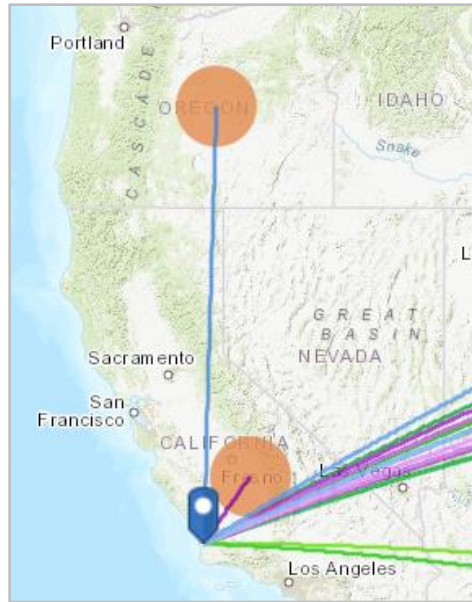 Portland
OREGON
IDAHO
CASCADE
Snake
L
GREAT
BASIN
NEVADA
Sacramento
San
Francisco
CALIFORNIA
Fresno
Las Vegas
Los Angeles